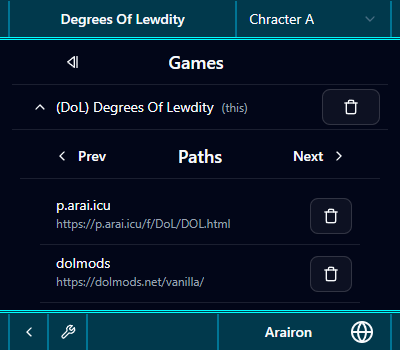 Degrees Of Lewdity
Chracter A
Games
(DoL) Degrees Of Lewdity (this)
Prev
Paths
Next
p.arai.icu
https://p.arai.icu/f/DoL/DOL.html
dolmods
https://dolmods.net/vanilla/
Arairon